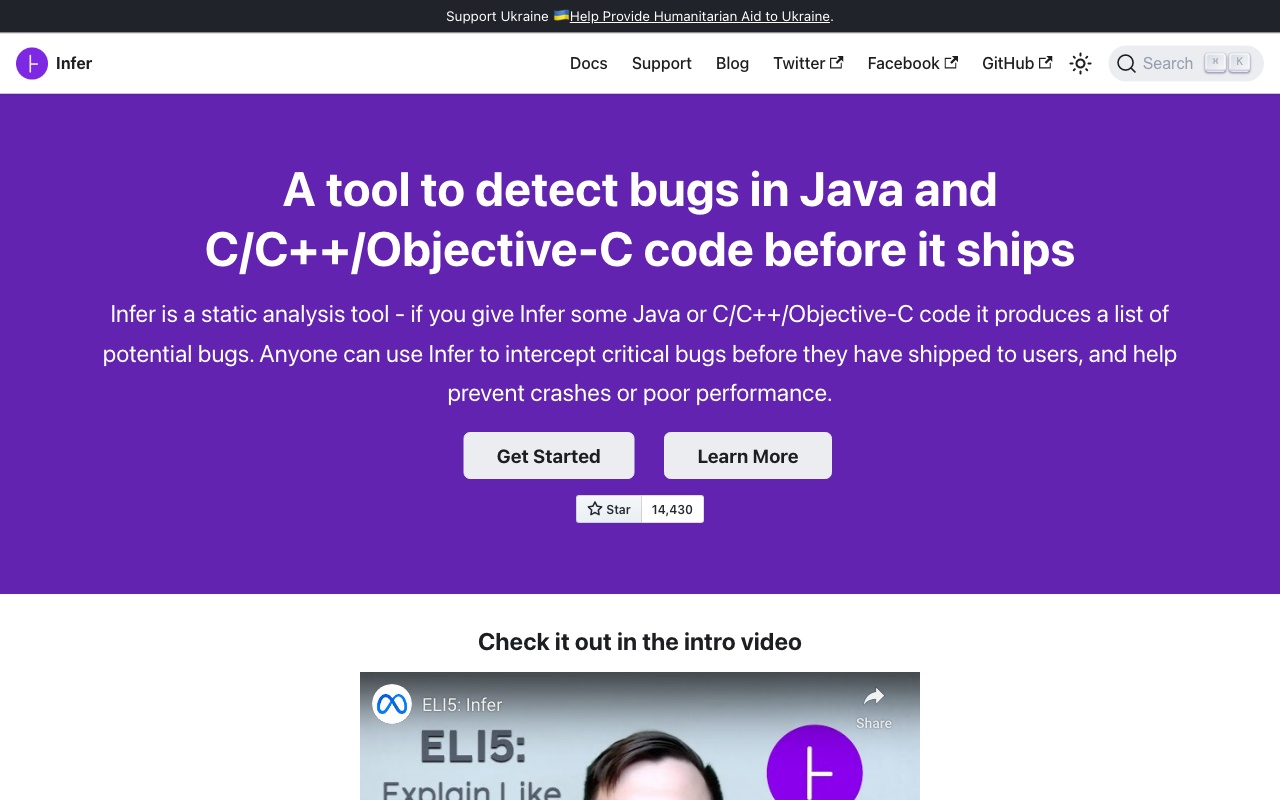 Support Ukraine 🇺🇦 Help Provide Humanitarian Aid to Ukraine.
Infer
Docs
Support
Blog
Twitter
Facebook
GitHub
Search
⌘ K
A tool to detect bugs in Java and
C/C++/Objective-C code before it ships
Infer is a static analysis tool - if you give Infer some Java or C/C++/Objective-C code it produces a list of
potential bugs. Anyone can use Infer to intercept critical bugs before they have shipped to users, and help
prevent crashes or poor performance.
Get Started
Learn More
Star
14,430
Check it out in the intro video
ELI5: Infer
Share
ELI5:
Explain Like